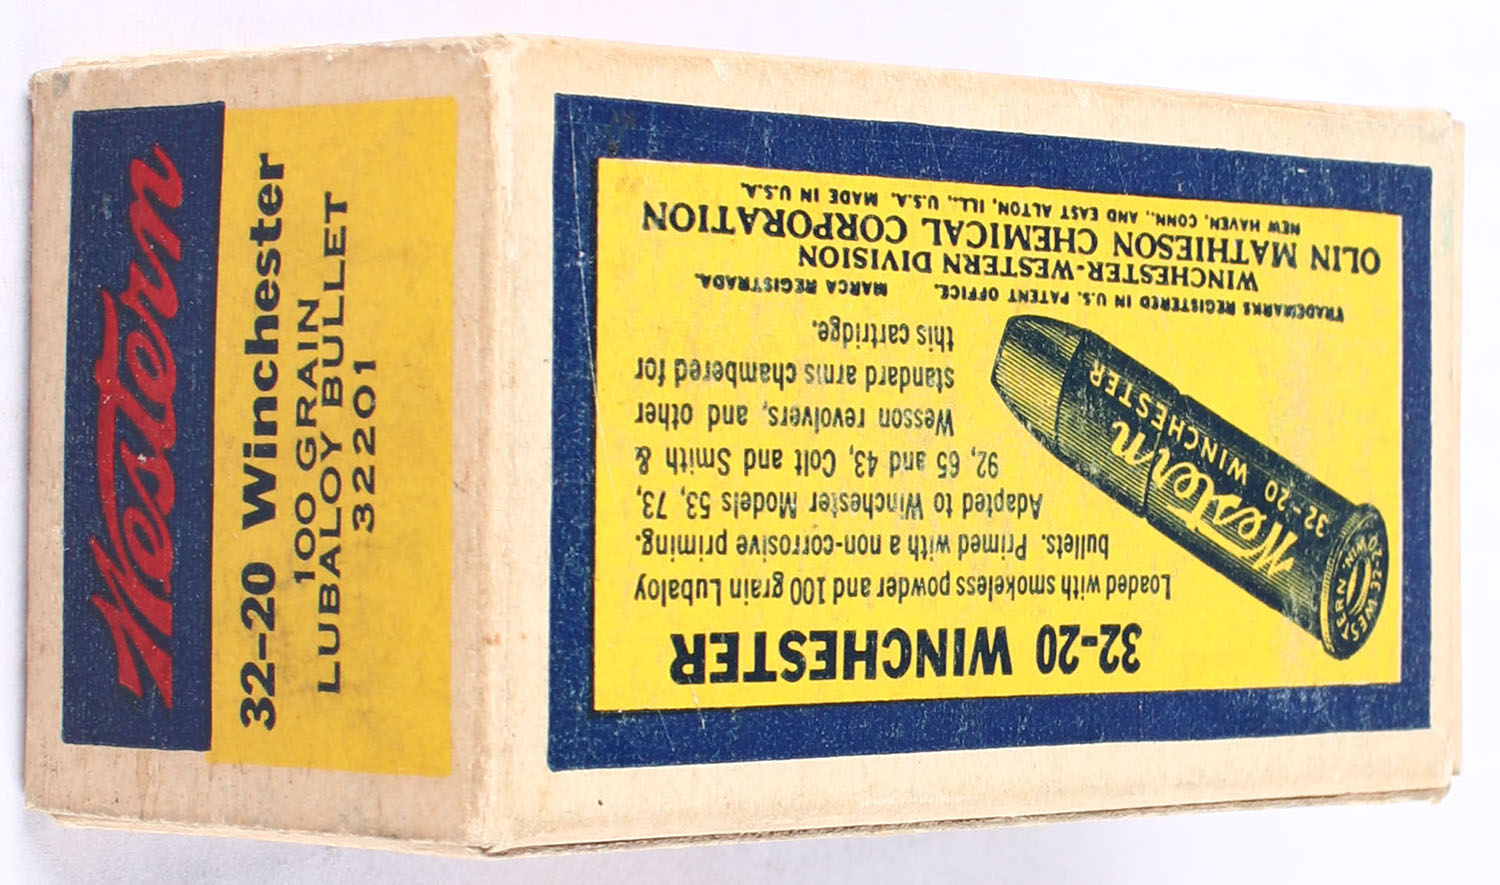 Western
32-20 Winchester
100 GRAIN
LUBALOY BULLET
32201
32-20 WINCHESTER
Loaded with smokeless powder and 100 grain Lubaloy
bullets. Primed with a non-corrosive priming.
Adapted to Winchester Models 53, 73,
92, 65 and 43, Colt and Smith &
Wesson revolvers, and other
standard arms chambered for
this cartridge.
Western
32-20 WINCHESTER
WESTERN
32-20 WIN.
TRADEMARKS REGISTERED IN U.S. PATENT OFFICE. MARCA REGISTRADA.
WINCHESTER-WESTERN DIVISION
OLIN MATHIESON CHEMICAL CORPORATION
NEW HAVEN, CONN., AND EAST ALTON, ILL., U.S.A. MADE IN U.S.A.